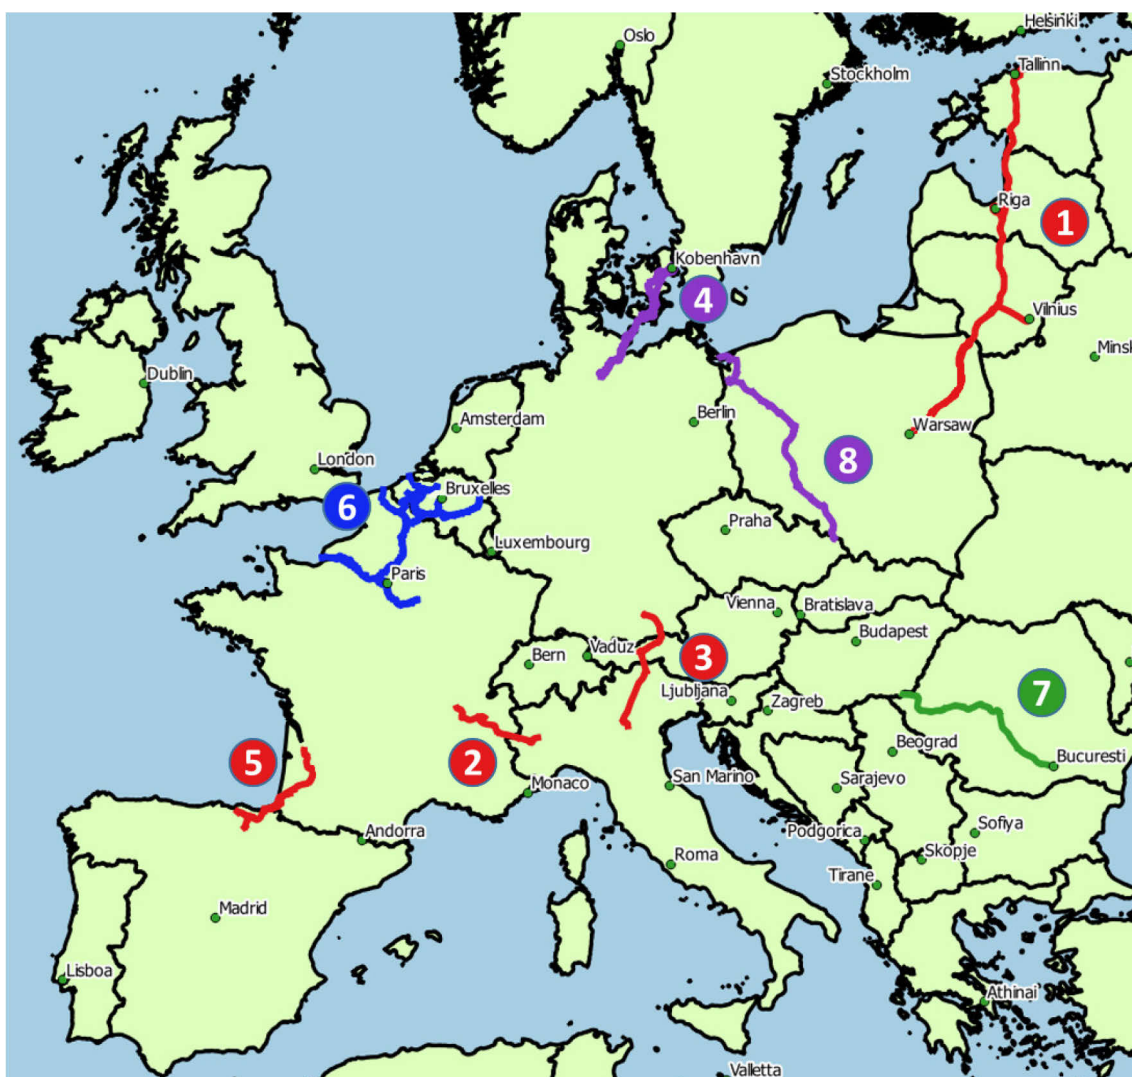 Helsinki
Oslo
Tallinn
Stockholm
Riga
1
Kobenhavn
4
Vilnius
Minsk
Dublin
Amsterdam
Berlin
Warsaw
London
8
Bruxelles
6
Praha
Luxembourg
Paris
Vienna
Bratislava
Budapest
Bern
Vaduz
3
Ljubljana
7
Zagreb
Beograd
Bucuresti
5
2
San Marino
Monaco
Sarajevo
Andorra
Podgorica
Sofiya
Roma
Skopje
Tirane
Madrid
Lisboa
Athinai
Valletta